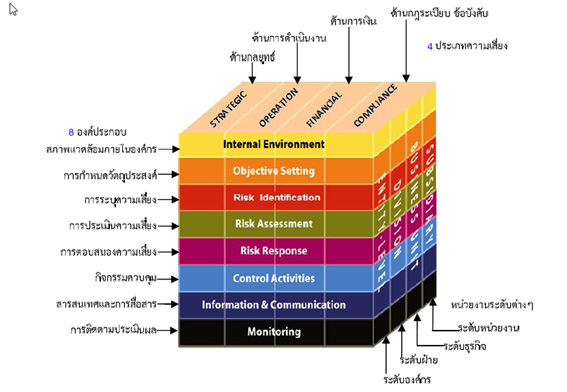 ด้านกฎระเบียบ ข้อบังคับ
ด้านการเงิน
ด้านการดำเนินงาน
ด้านกลยุทธ์
4 ประเภทความเสี่ยง
STRATEGIC
OPERATION
FINANCIAL
COMPLIANCE
8 องค์ประกอบ
สภาพแวดล้อมภายในองค์กร
Internal Environment
การกำหนดวัตถุประสงค์
Objective Setting
การระบุความเสี่ยง
Risk Identification
การประเมินความเสี่ยง
Risk Assessment
การตอบสนองความเสี่ยง
Risk Response
กิจกรรมควบคุม
Control Activities
สารสนเทศและการสื่อสาร
Information & Communication
การติดตามประเมินผล
Monitoring
ENTITY-LEVEL
DIVISION
BUSINESS UNIT
SUBSIDIARY
หน่วยงานระดับต่างๆ
ระดับหน่วยงาน
ระดับธุรกิจ
ระดับฝ่าย
ระดับองค์กร